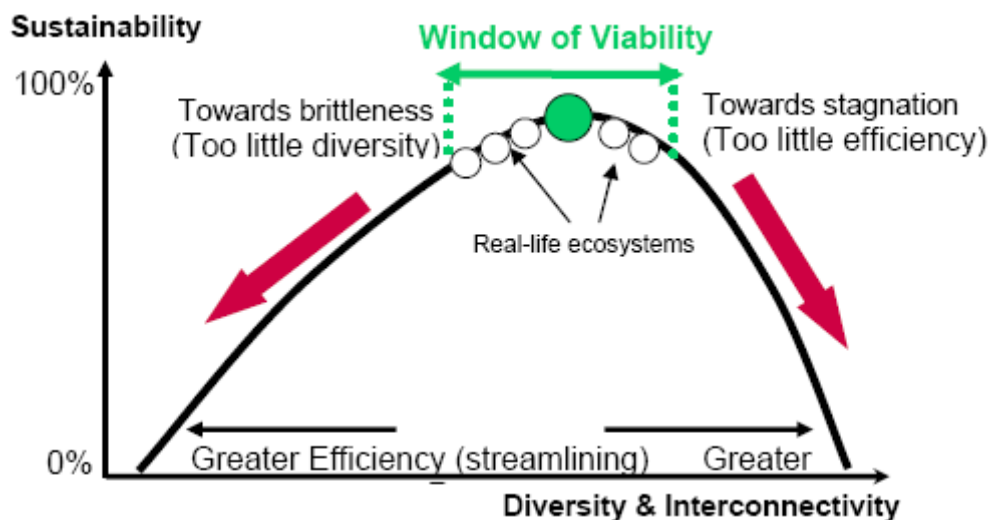 Sustainability
Window of Viability
100%
Towards brittleness
(Too little diversity)
Towards stagnation
(Too little efficiency)
Real-life ecosystems
0%
Greater Efficiency (streamlining)
Greater
Diversity & Interconnectivity